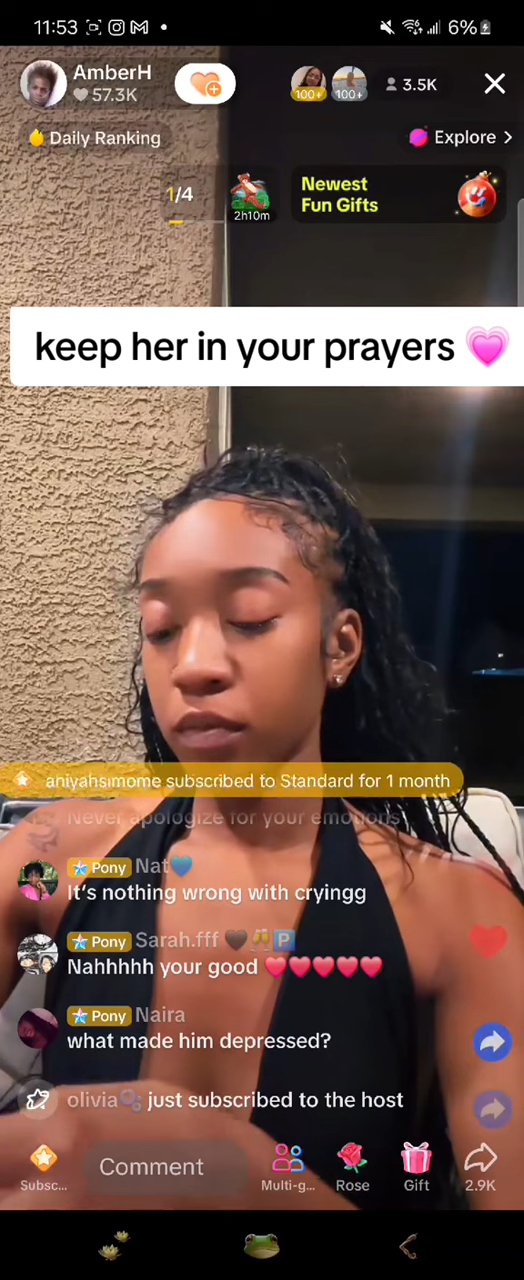 11:53
6%
AmberH
57.3K
100+
100+
3.5K
Daily Ranking
Explore
1/4
2h10m
Newest
Fun Gifts
keep her in your prayers 💗
aniyahsimome subscribed to Standard for 1 month
Never apologize for your emotions
Pony Nat💙
It's nothing wrong with cryingg
Pony Sarah.fff 🖤🥂🅿️
Nahhhhh your good ❤️❤️❤️❤️❤️
Pony Naira
what made him depressed?
olivia🫧 just subscribed to the host
Comment
Subsc...
Multi-g...
Rose
Gift
2.9K